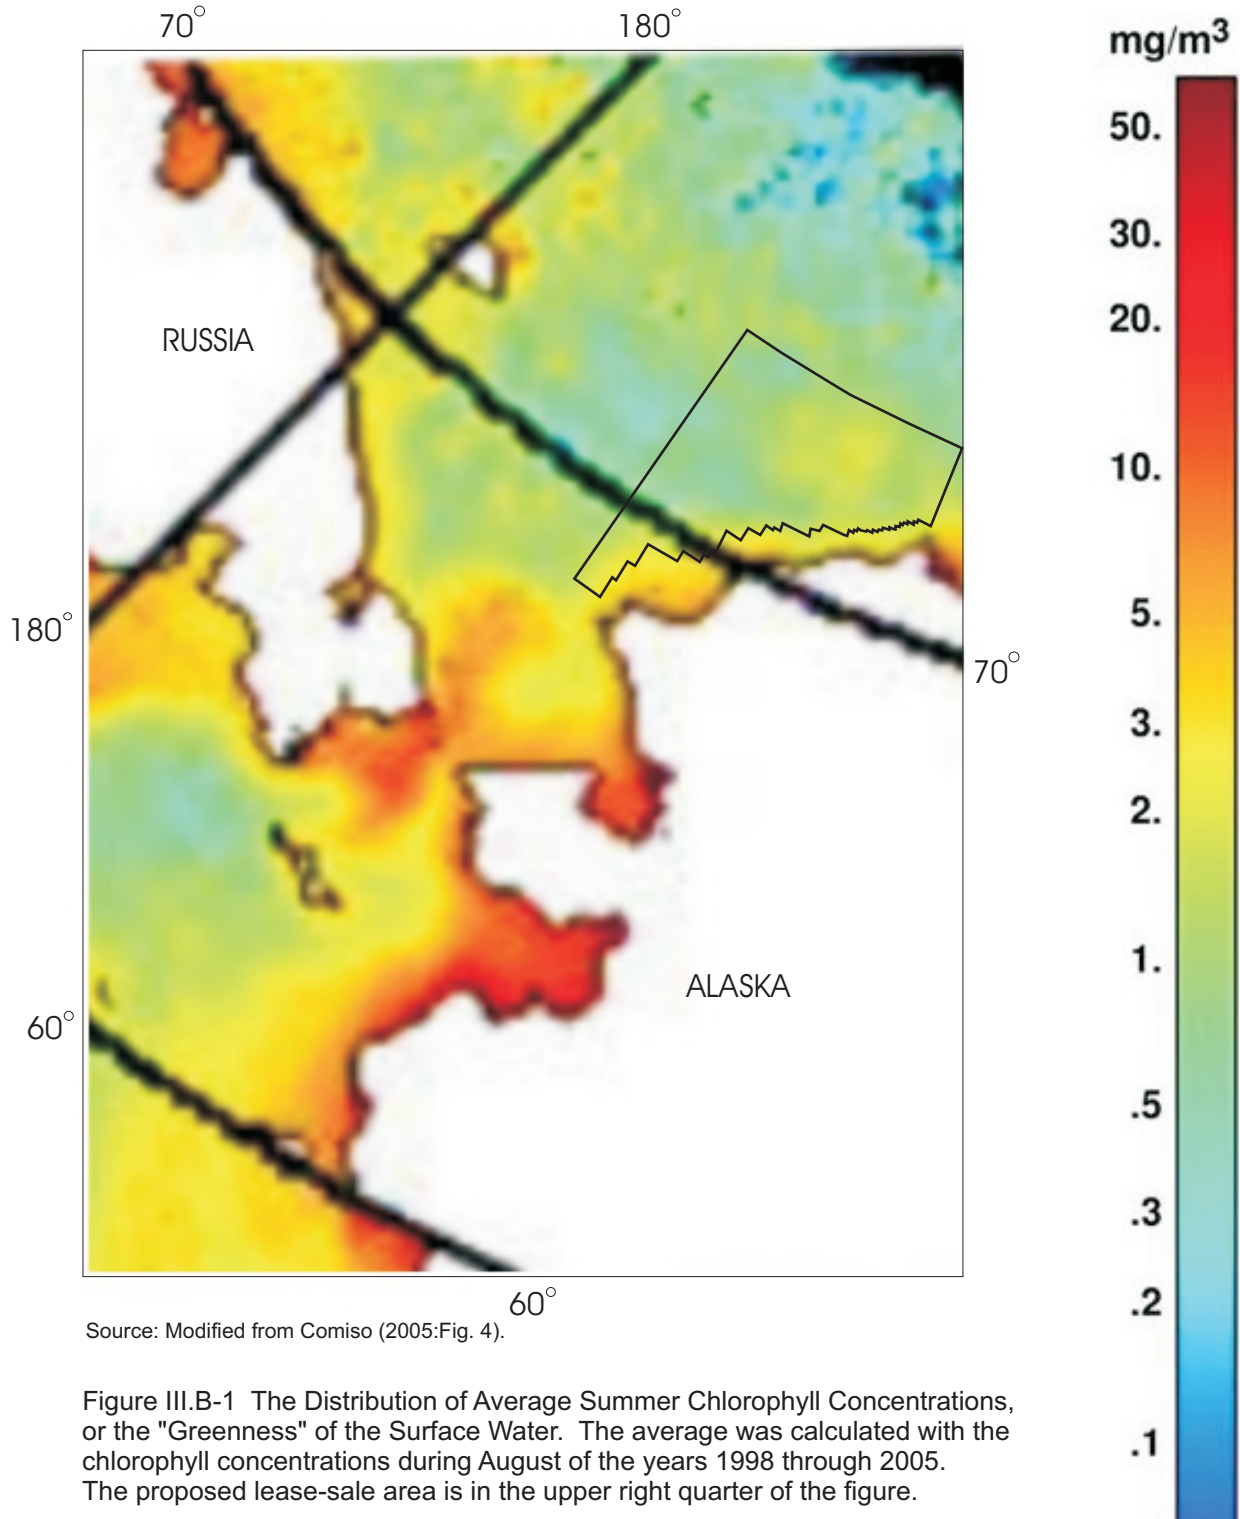 70° 180°
mg/m³
50.
30.
20.
10.
5.
3.
2.
1.
.5
.3
.2
.1
RUSSIA
180°
70°
ALASKA
60°
60°
Source: Modified from Comiso (2005:Fig. 4).
Figure III.B-1 The Distribution of Average Summer Chlorophyll Concentrations,
or the "Greenness" of the Surface Water. The average was calculated with the
chlorophyll concentrations during August of the years 1998 through 2005.
The proposed lease-sale area is in the upper right quarter of the figure.